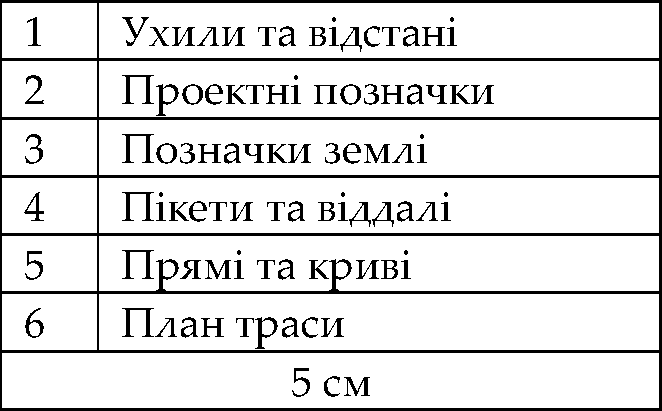 1 Ухили та відстані
2 Проектні позначки
3 Позначки землі
4 Пікети та віддалі
5 Прямі та криві
6 План траси
5 см